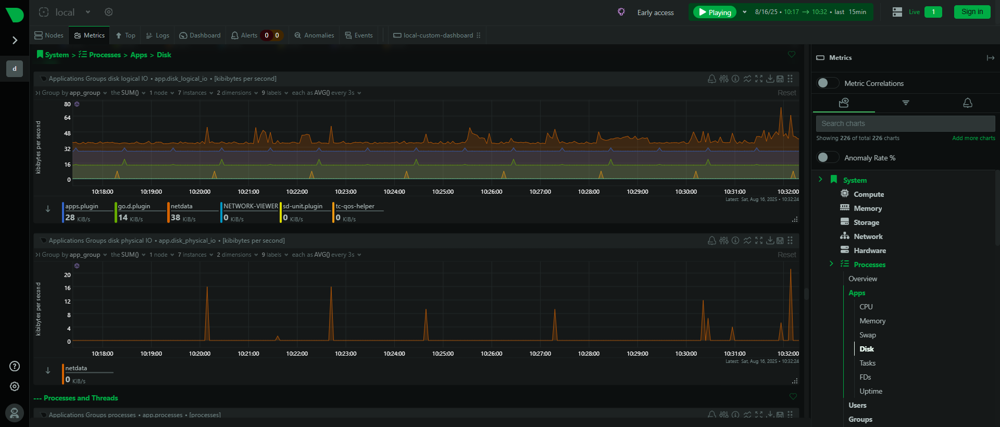 local
Early access
Playing
8/16/25 • 10:17 → 10:32 • last 15min
Live
1
Sign in
Nodes
Metrics
Top
Logs
Dashboard
Alerts 0 0
Anomalies
Events
local-custom-dashboard
d
System > Processes > Apps > Disk
Applications Groups disk logical IO • app.disk_logical_io • [kibibytes per second]
Group by app_group the SUM() 1 node 7 instances 2 dimensions 9 labels each as AVG() every 3s
Reset
kibibytes per second
80
64
48
32
16
0
10:18:00 10:19:00 10:20:00 10:21:00 10:22:00 10:23:00 10:24:00 10:25:00 10:26:00 10:27:00 10:28:00 10:29:00 10:30:00 10:31:00 10:32:00
Latest: Sat, Aug 16, 2025 • 10:32:24
apps.plugin go.d.plugin netdata NETWORK-VIEWER sd-unit.plugin tc-qos-helper
28 KiB/s 14 KiB/s 38 KiB/s 0 KiB/s 0 KiB/s 0 KiB/s
Applications Groups disk physical IO • app.disk_physical_io • [kibibytes per second]
Group by app_group the SUM() 1 node 7 instances 2 dimensions 9 labels each as AVG() every 3s
Reset
kibibytes per second
20
16
12
8
4
0
10:18:00 10:19:00 10:20:00 10:21:00 10:22:00 10:23:00 10:24:00 10:25:00 10:26:00 10:27:00 10:28:00 10:29:00 10:30:00 10:31:00 10:32:00
Latest: Sat, Aug 16, 2025 • 10:32:24
netdata
0 KiB/s
--- Processes and Threads
Applications Groups processes • app.processes • [processes]
Metrics
Metric Correlations
Search charts
Showing 226 of total 226 charts
Add more charts
Anomaly Rate %
System
Compute
Memory
Storage
Network
Hardware
Processes
Overview
Apps
CPU
Memory
Swap
Disk
Tasks
FDs
Uptime
Users
Groups